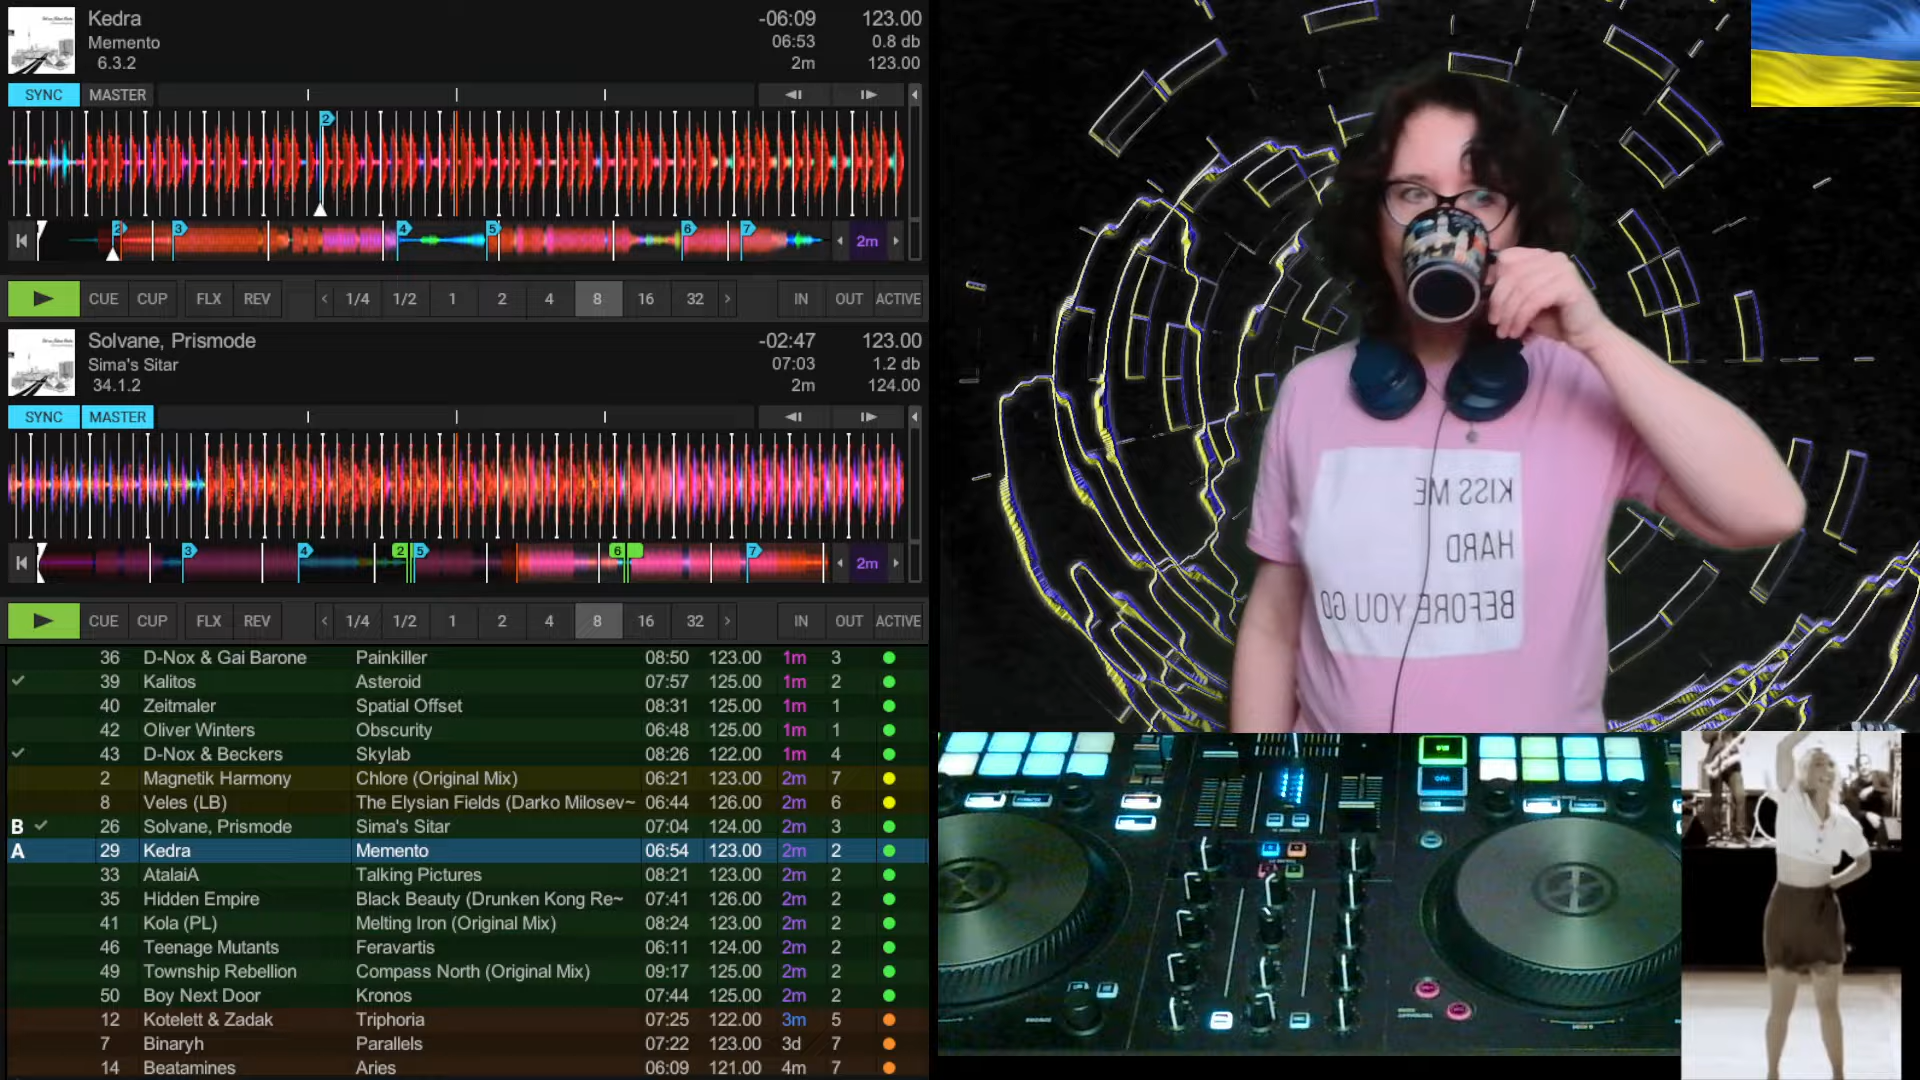 Kedra -06:09 123.00
Memento 06:53 0.8 db
6.3.2 2m 123.00
SYNC MASTER
2
2 3 4 5 6 7 2m
CUE CUP FLX REV 1/4 1/2 1 2 4 8 16 32 IN OUT ACTIVE
Solvane, Prismode -02:47 123.00
Sima's Sitar 07:03 1.2 db
34.1.2 2m 124.00
SYNC MASTER
3 4 2 5 6 7 2m
CUE CUP FLX REV 1/4 1/2 1 2 4 8 16 32 IN OUT ACTIVE
36 D-Nox & Gai Barone Painkiller 08:50 123.00 1m 3
39 Kalitos Asteroid 07:57 125.00 1m 2
40 Zeitmaler Spatial Offset 08:31 125.00 1m 1
42 Oliver Winters Obscurity 06:48 125.00 1m 1
43 D-Nox & Beckers Skylab 08:26 122.00 1m 4
2 Magnetik Harmony Chlore (Original Mix) 06:21 123.00 2m 7
8 Veles (LB) The Elysian Fields (Darko Milosev~ 06:44 126.00 2m 6
B 26 Solvane, Prismode Sima's Sitar 07:04 124.00 2m 3
A 29 Kedra Memento 06:54 123.00 2m 2
33 AtalaiA Talking Pictures 08:21 123.00 2m 2
35 Hidden Empire Black Beauty (Drunken Kong Re~ 07:41 126.00 2m 2
41 Kola (PL) Melting Iron (Original Mix) 08:24 123.00 2m 2
46 Teenage Mutants Feravartis 06:11 124.00 2m 2
49 Township Rebellion Compass North (Original Mix) 09:17 125.00 2m 2
50 Boy Next Door Kronos 07:44 125.00 2m 2
12 Kotelett & Zadak Triphoria 07:25 122.00 3m 5
7 Binaryh Parallels 07:22 123.00 3d 7
14 Beatamines Aries 06:09 121.00 4m 7
KISS ME
HARD
BEFORE YOU GO